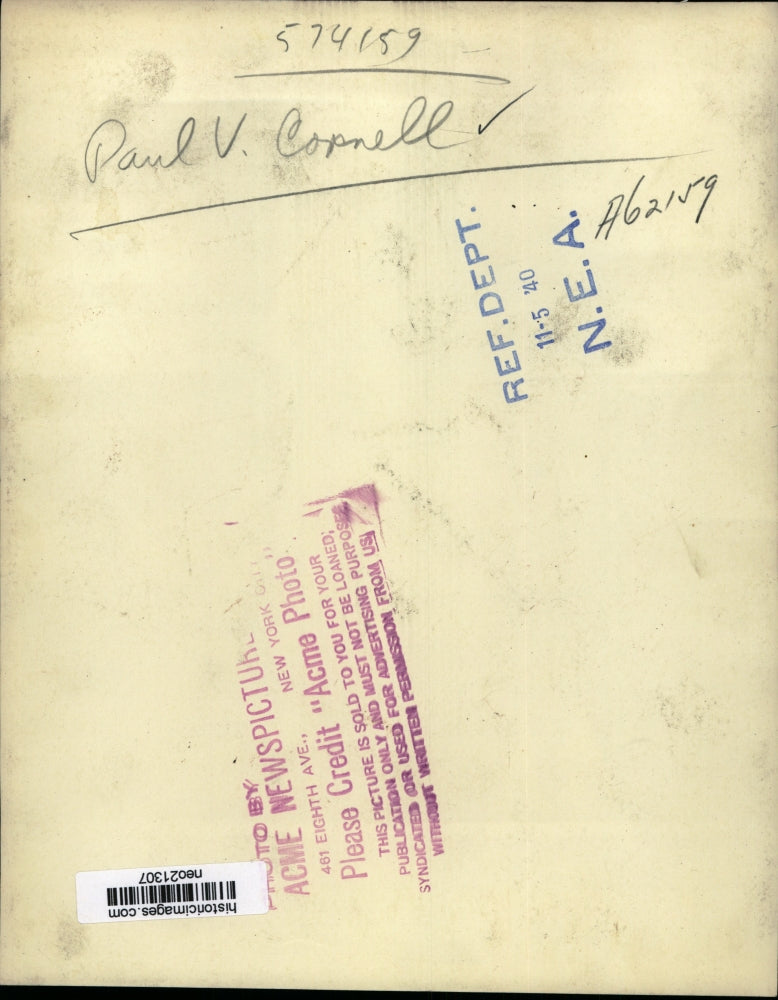 574159
Paul V. Cornell ✓
A62159
REF. DEPT.
11-5 '40
N.E.A.
PHOTO BY
ACME NEWSPICTURE
461 EIGHTH AVE., NEW YORK
Please Credit "Acme Photo
THIS PICTURE IS SOLD TO YOU FOR YOUR
PUBLICATION ONLY AND MUST NOT BE LOANED;
SYNDICATED OR USED FOR ADVERTISING PURPOSES
WITHOUT WRITTEN PERMISSION FROM US
historicimages.com
neo21307